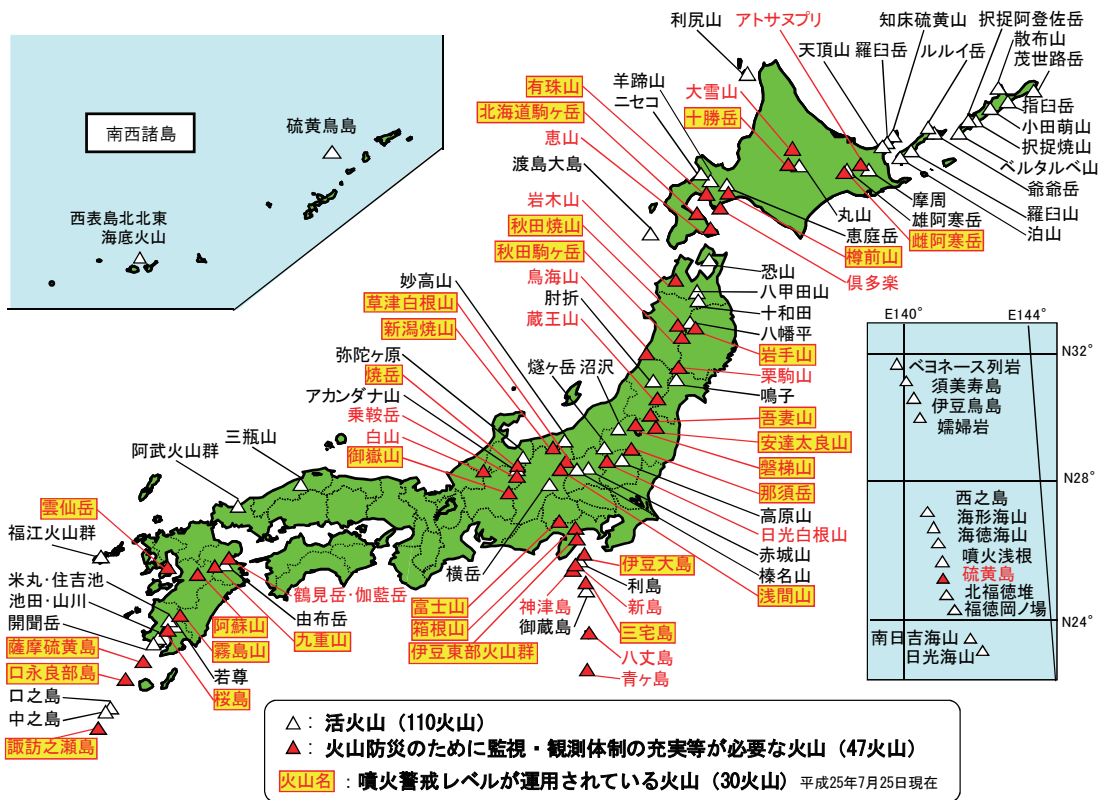 南西諸島
硫黄鳥島
西表島北北東
海底火山
利尻山
アトサヌプリ
知床硫黄山
択捉阿登佐岳
散布山
茂世路岳
天頂山
羅臼岳
ルルイ岳
羊蹄山
ニセコ
大雪山
十勝岳
有珠山
北海道駒ヶ岳
恵山
渡島大島
指臼岳
小田萌山
択捉焼山
ベルタルベ山
爺爺岳
羅臼山
泊山
摩周
雄阿寒岳
雌阿寒岳
丸山
恵庭岳
樽前山
倶多楽
岩木山
秋田焼山
秋田駒ヶ岳
鳥海山
肘折
蔵王山
恐山
八甲田山
十和田
八幡平
岩手山
栗駒山
鳴子
吾妻山
安達太良山
磐梯山
那須岳
高原山
日光白根山
赤城山
榛名山
浅間山
妙高山
草津白根山
新潟焼山
弥陀ヶ原
焼岳
アカンダナ山
乗鞍岳
白山
御嶽山
燧ヶ岳
沼沢
三瓶山
阿武火山群
雲仙岳
福江火山群
米丸・住吉池
池田・山川
開聞岳
薩摩硫黄島
口永良部島
口之島
中之島
諏訪之瀬島
鶴見岳・伽藍岳
由布岳
九重山
阿蘇山
霧島山
若尊
桜島
横岳
富士山
箱根山
伊豆東部火山群
伊豆大島
利島
新島
神津島
御蔵島
三宅島
八丈島
青ヶ島
E140°
E144°
N32°
ベヨネース列岩
須美寿島
伊豆鳥島
孀婦岩
N28°
西之島
海形海山
海徳海山
噴火浅根
硫黄島
北福徳堆
福徳岡ノ場
N24°
南日吉海山
日光海山
△ : 活火山（110火山）
▲ : 火山防災のために監視・観測体制の充実等が必要な火山（47火山）
火山名 : 噴火警戒レベルが運用されている火山（30火山） 平成25年7月25日現在